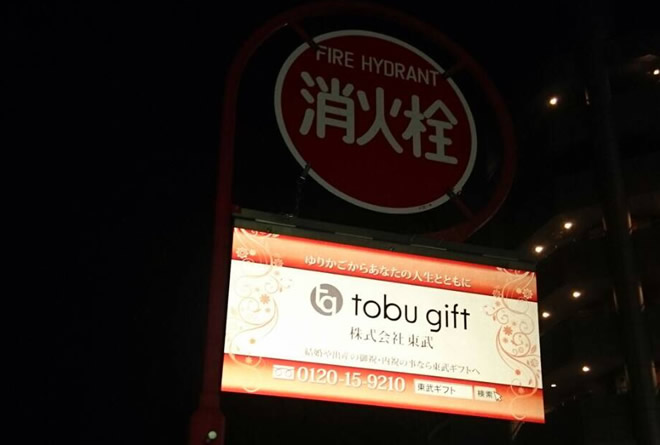 FIRE HYDRANT
消火栓
ゆりかごからあなたの人生とともに
tobu gift
株式会社 東武
結婚や出産の御祝・内祝の事なら東武ギフトへ
0120-15-9210 東武ギフト 検索